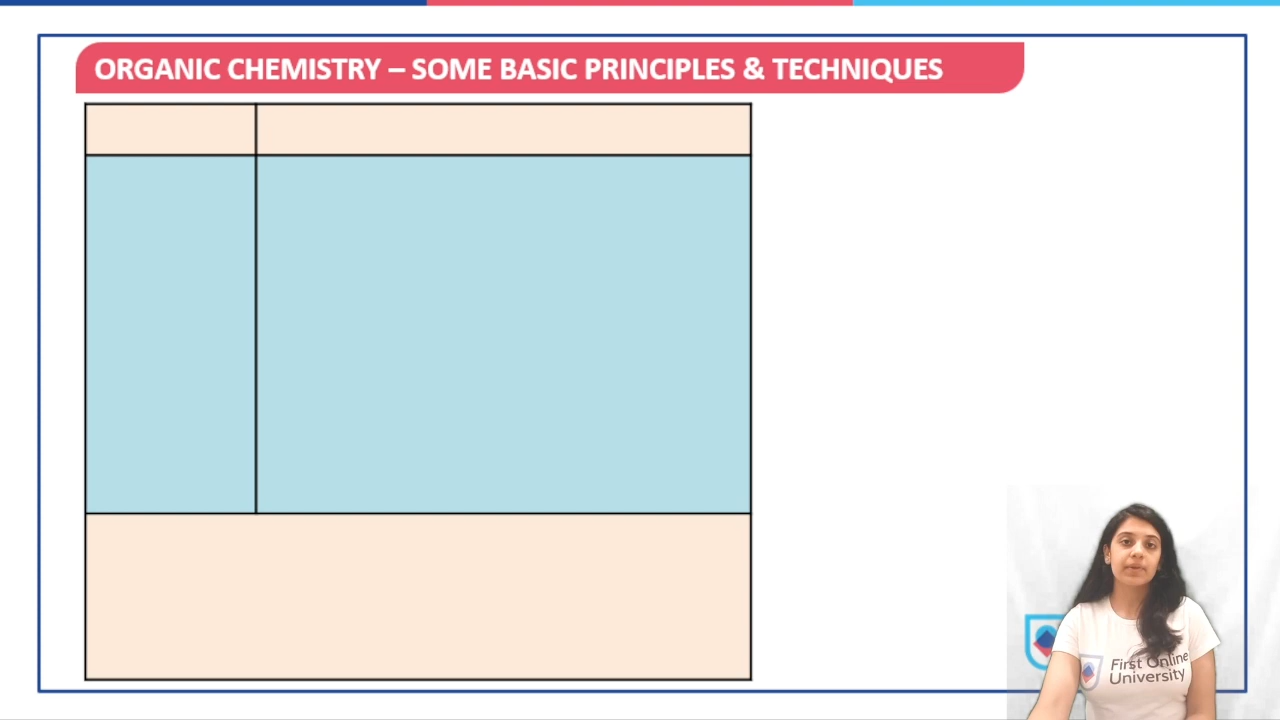 ORGANIC CHEMISTRY – SOME BASIC PRINCIPLES & TECHNIQUES
First Online
University